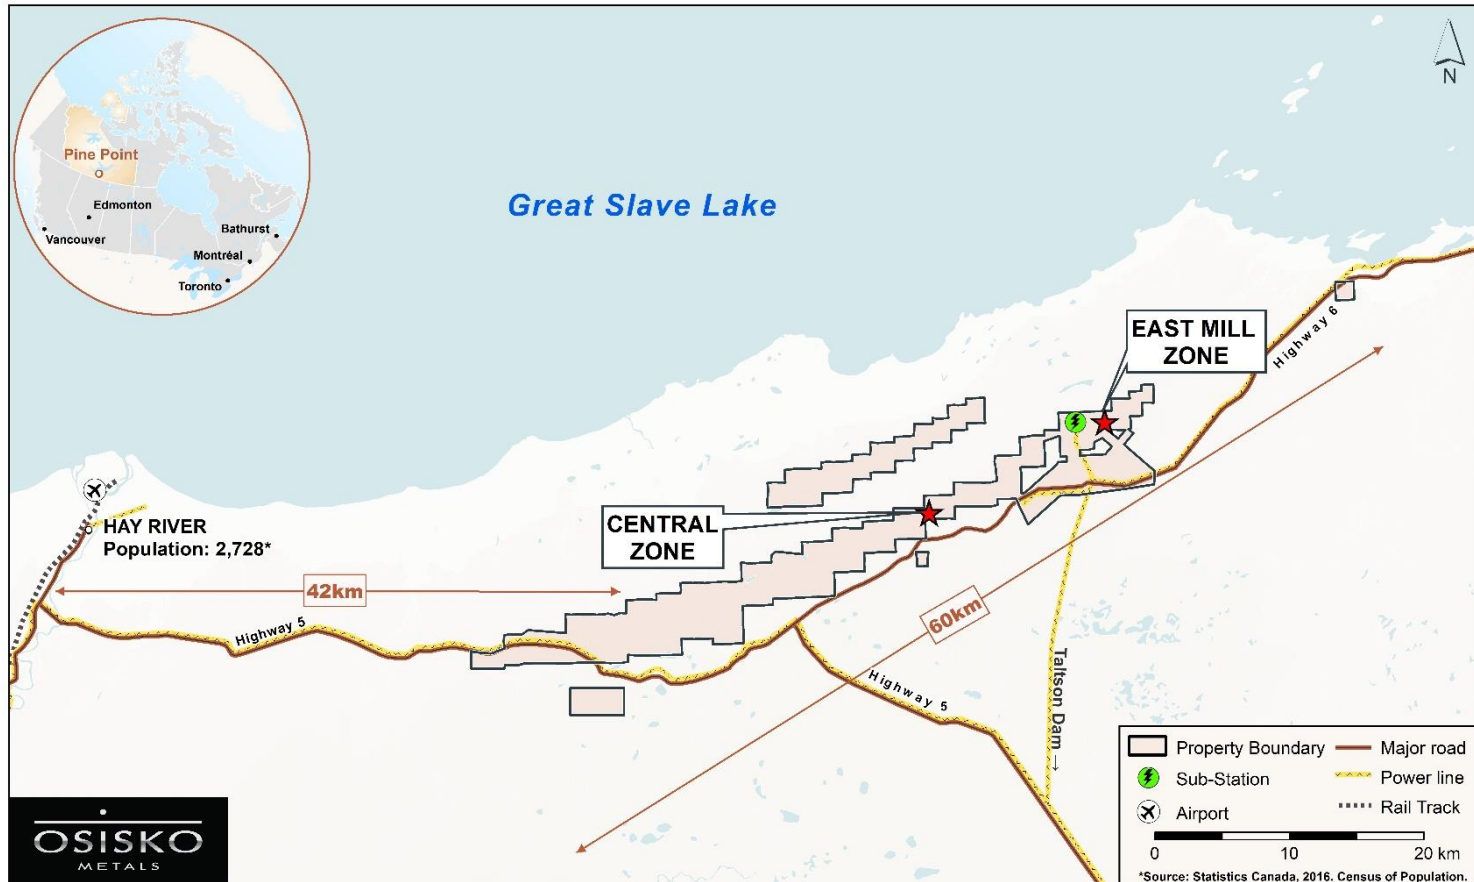 Pine Point
Edmonton
Vancouver
Bathurst
Montréal
Toronto
N
Great Slave Lake
EAST MILL
ZONE
Highway 6
CENTRAL
ZONE
HAY RIVER
Population: 2,728*
42km
60km
Highway 5
Highway 5
Taltson Dam →
Property Boundary
Major road
Sub-Station
Power line
Airport
Rail Track
0 10 20 km
*Source: Statistics Canada, 2016. Census of Population.
OSISKO
METALS